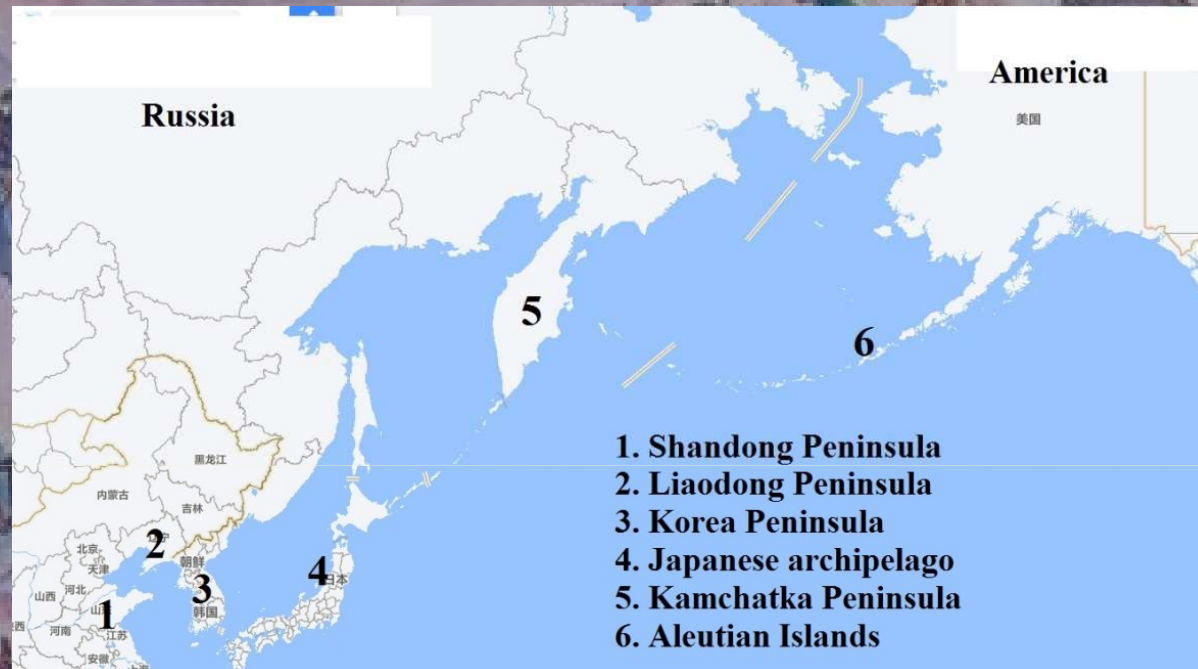 Russia
America
美国
5
6
黑龙江
内蒙古
吉林
1. Shandong Peninsula
2. Liaodong Peninsula
3. Korea Peninsula
4. Japanese archipelago
5. Kamchatka Peninsula
6. Aleutian Islands
2
北京
天津
朝鲜
3
4
日本
山西
河北
1
韩国
河南
江苏
安徽